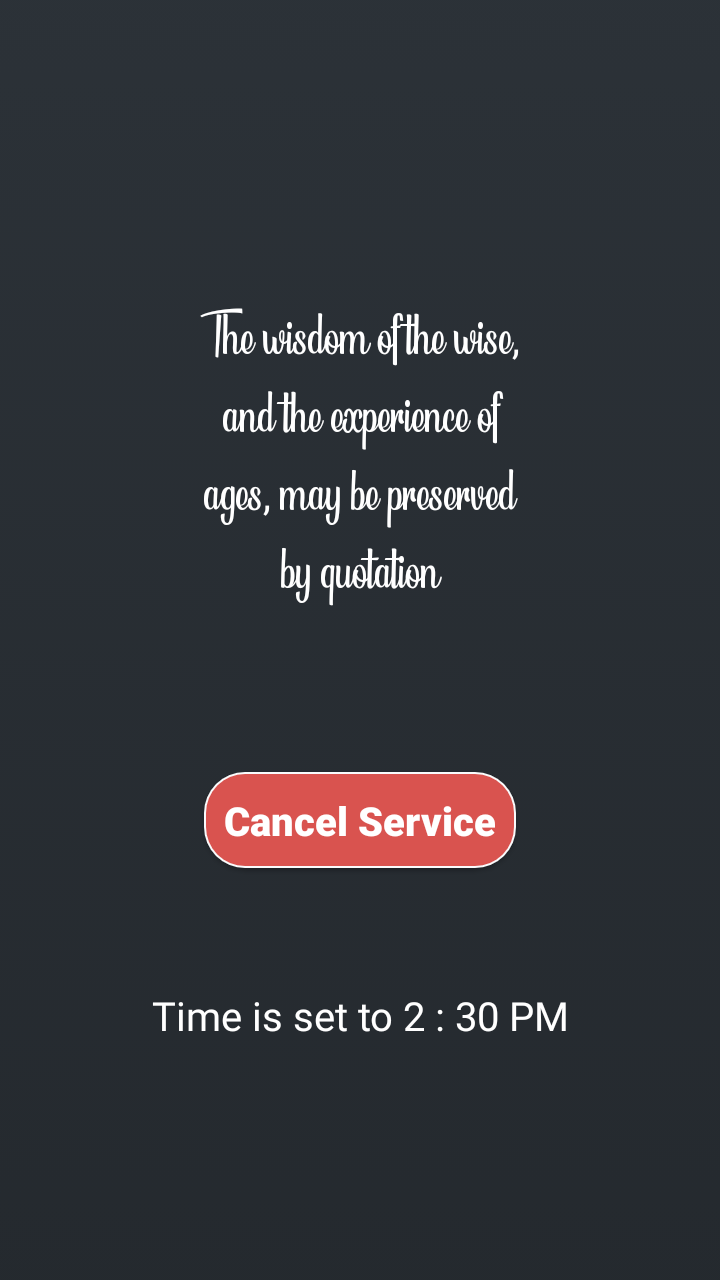 The wisdom of the wise,
and the experience of
ages, may be preserved
by quotation
Cancel Service
Time is set to 2 : 30 PM